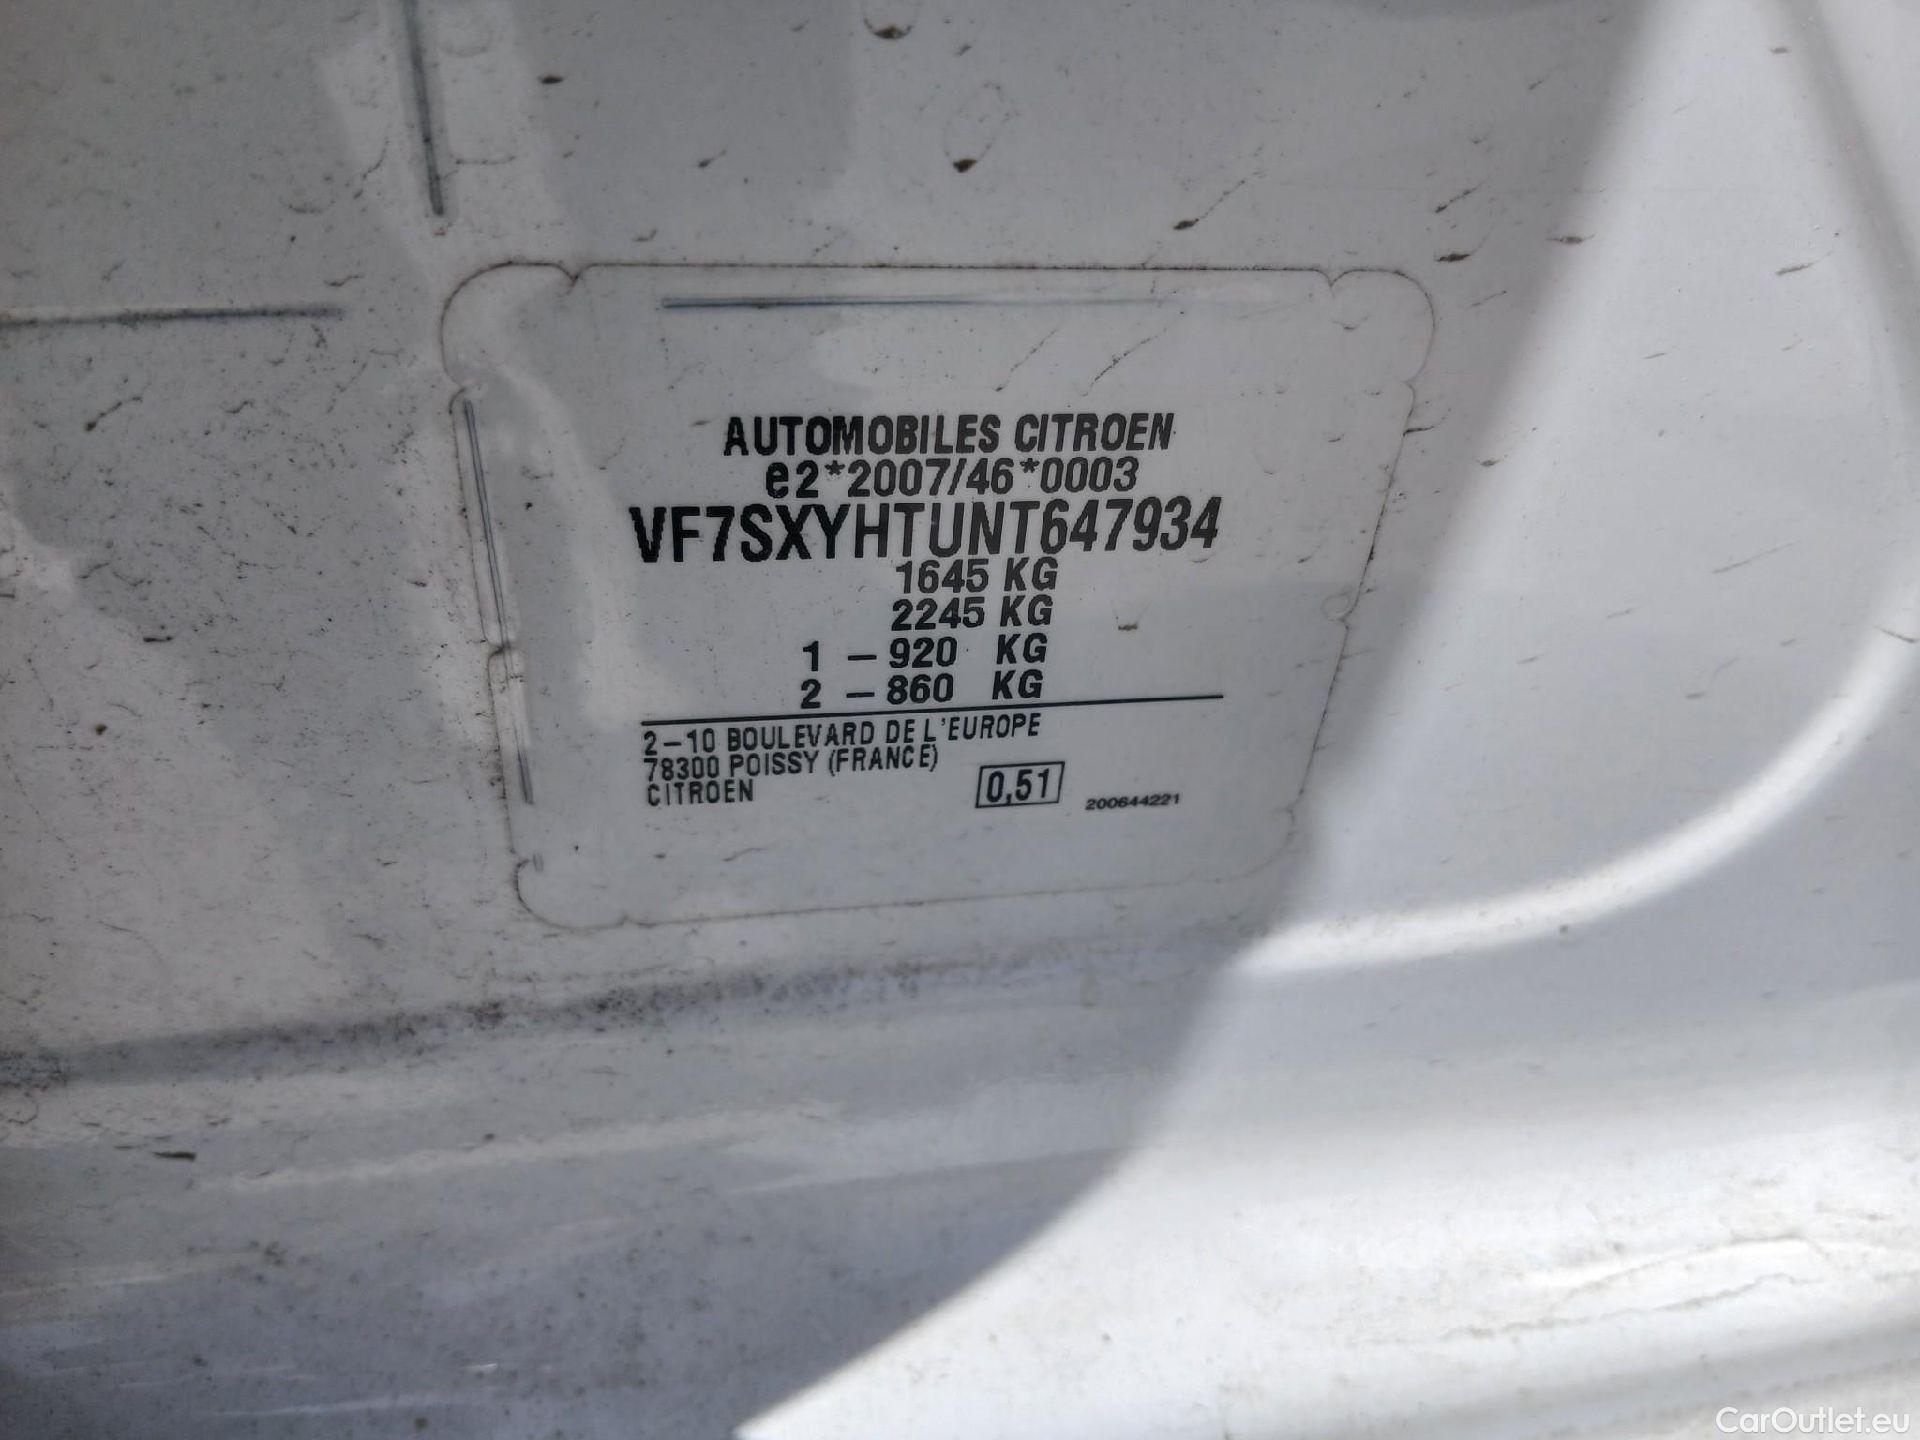 AUTOMOBILES CITROEN
e2*2007/46*0003
VF7SXYHTUNT647934
1645 KG
2245 KG
1 - 920 KG
2 - 860 KG
2-10 BOULEVARD DE L'EUROPE
78300 POISSY (FRANCE)
CITROEN
0,51
200644221
CarOutlet.eu